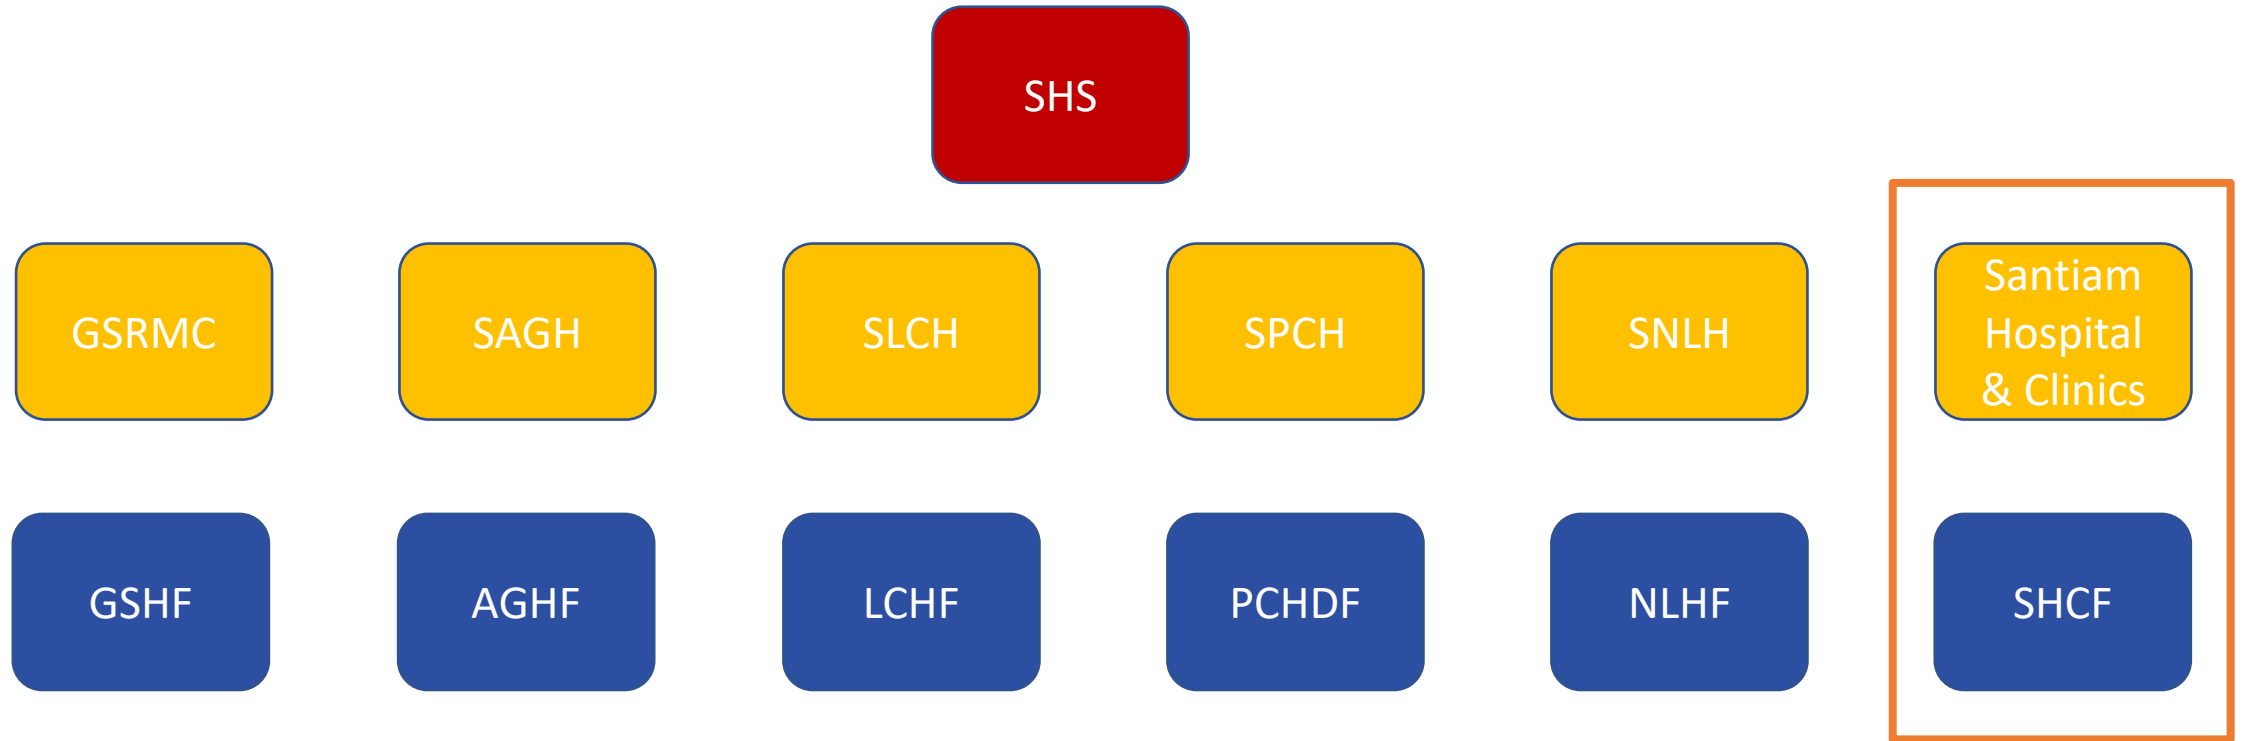 SHS
GSRMC
SAGH
SLCH
SPCH
SNLH
Santiam
Hospital
& Clinics
GSHF
AGHF
LCHF
PCHDF
NLHF
SHCF